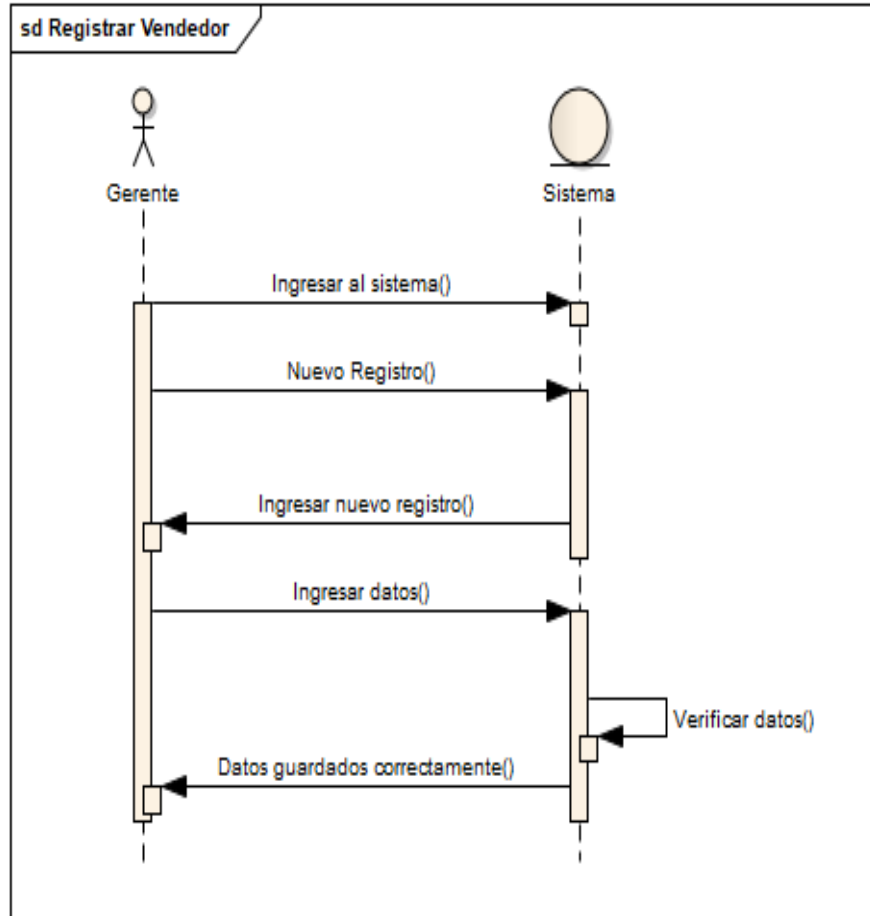 sd Registrar Vendedor
Gerente
Sistema
Ingresar al sistema()
Nuevo Registro()
Ingresar nuevo registro()
Ingresar datos()
Verificar datos()
Datos guardados correctamente()